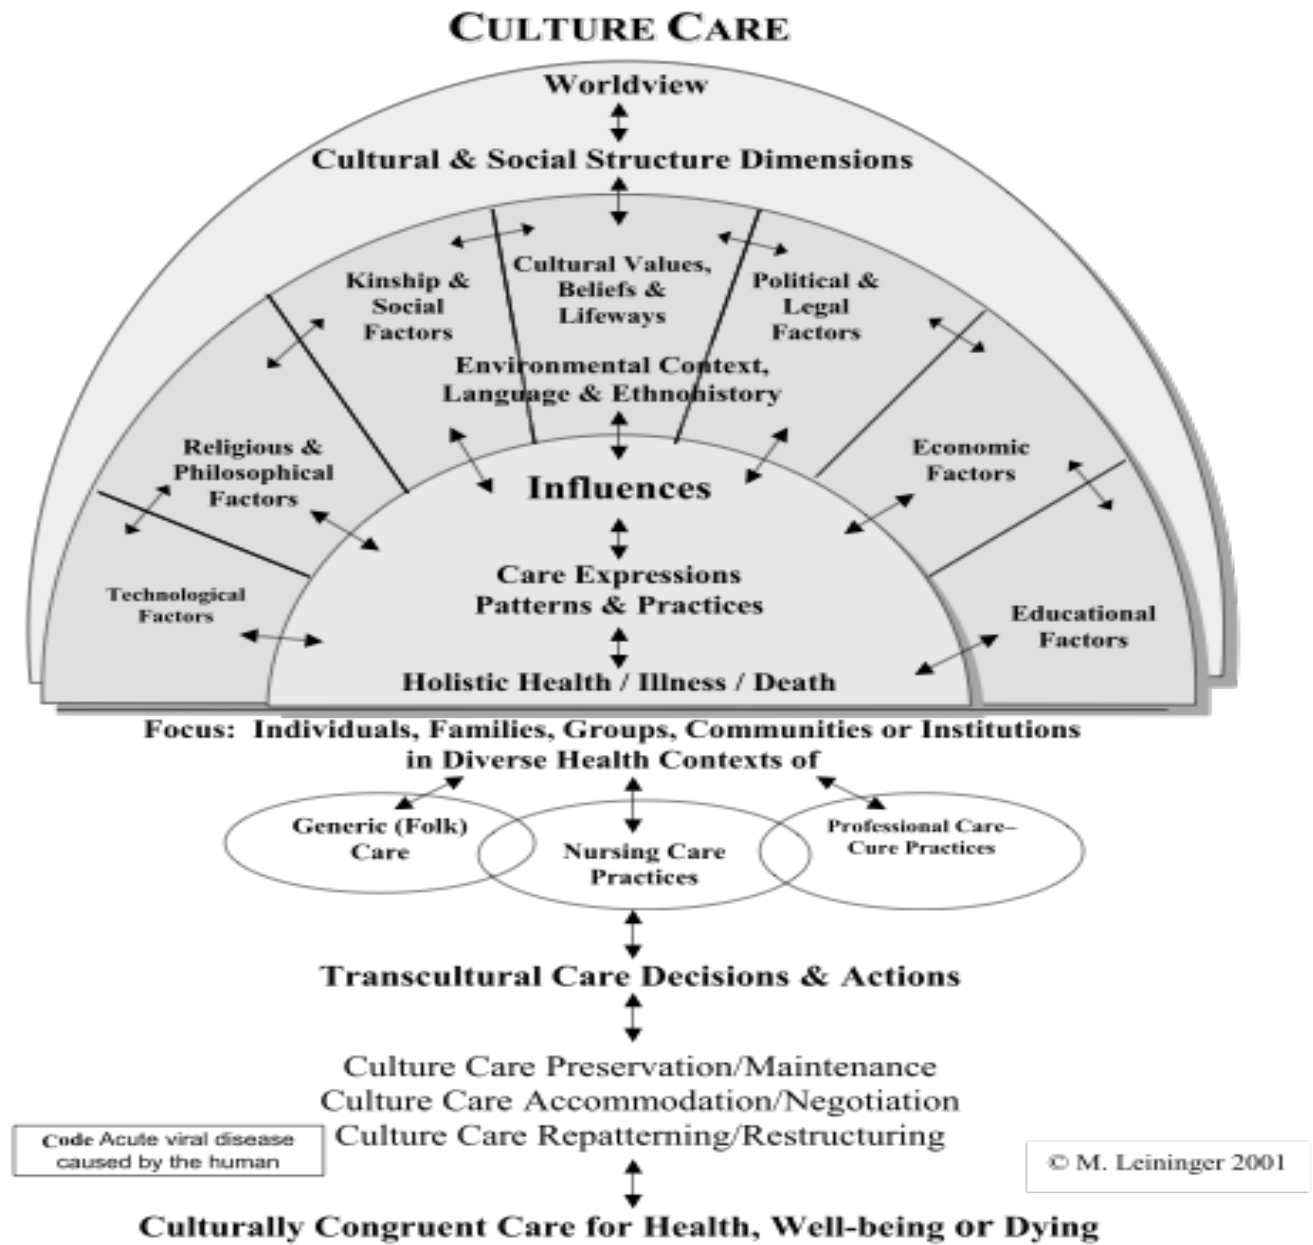 CULTURE CARE
Worldview
Cultural & Social Structure Dimensions
Kinship &
Social
Factors
Cultural Values,
Beliefs &
Lifeways
Political &
Legal
Factors
Environmental Context,
Language & Ethnohistory
Religious &
Philosophical
Factors
Economic
Factors
Technological
Factors
Educational
Factors
Influences
Care Expressions
Patterns & Practices
Holistic Health / Illness / Death
Focus: Individuals, Families, Groups, Communities or Institutions
in Diverse Health Contexts of
Generic (Folk)
Care
Nursing Care
Practices
Professional Care–
Cure Practices
Transcultural Care Decisions & Actions
Culture Care Preservation/Maintenance
Culture Care Accommodation/Negotiation
Culture Care Repatterning/Restructuring
Code Acute viral disease
caused by the human
© M. Leininger 2001
Culturally Congruent Care for Health, Well-being or Dying